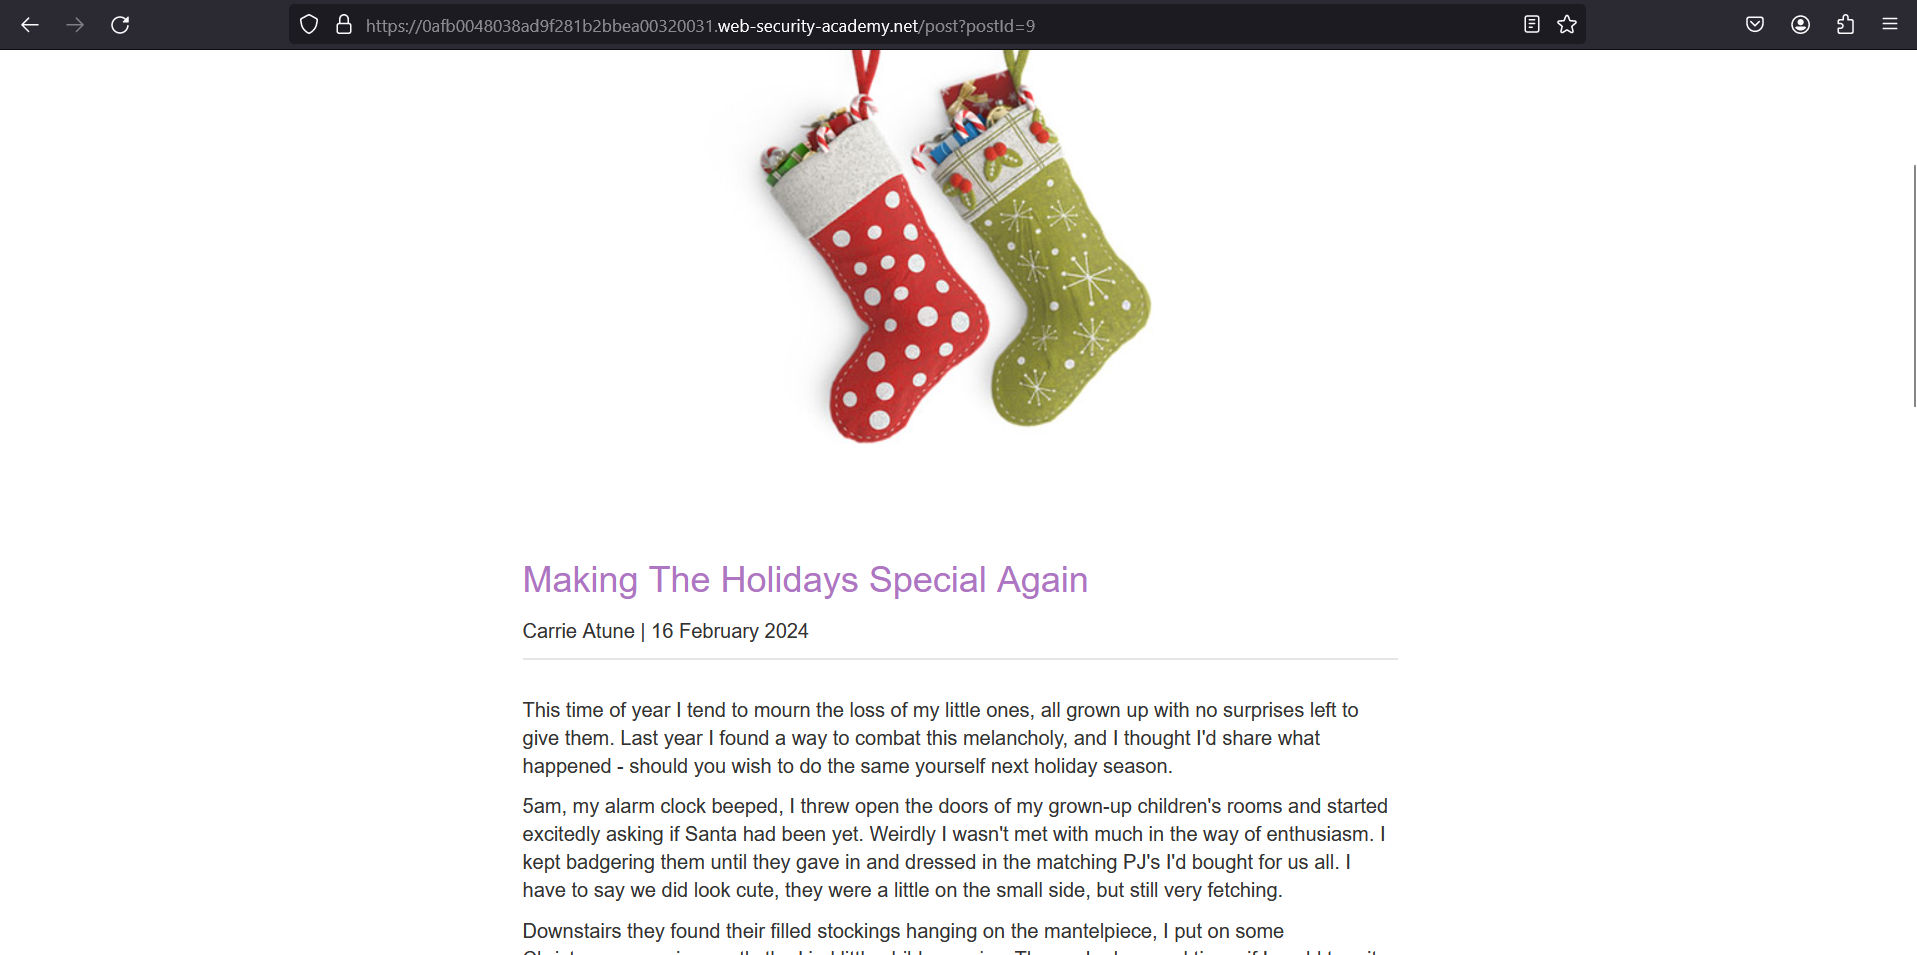 https://0afb0048038ad9f281b2bbea00320031.web-security-academy.net/post?postId=9
Making The Holidays Special Again
Carrie Atune | 16 February 2024
This time of year I tend to mourn the loss of my little ones, all grown up with no surprises left to
give them. Last year I found a way to combat this melancholy, and I thought I'd share what
happened - should you wish to do the same yourself next holiday season.
5am, my alarm clock beeped, I threw open the doors of my grown-up children's rooms and started
excitedly asking if Santa had been yet. Weirdly I wasn't met with much in the way of enthusiasm. I
kept badgering them until they gave in and dressed in the matching PJ's I'd bought for us all. I
have to say we did look cute, they were a little on the small side, but still very fetching.
Downstairs they found their filled stockings hanging on the mantelpiece, I put on some